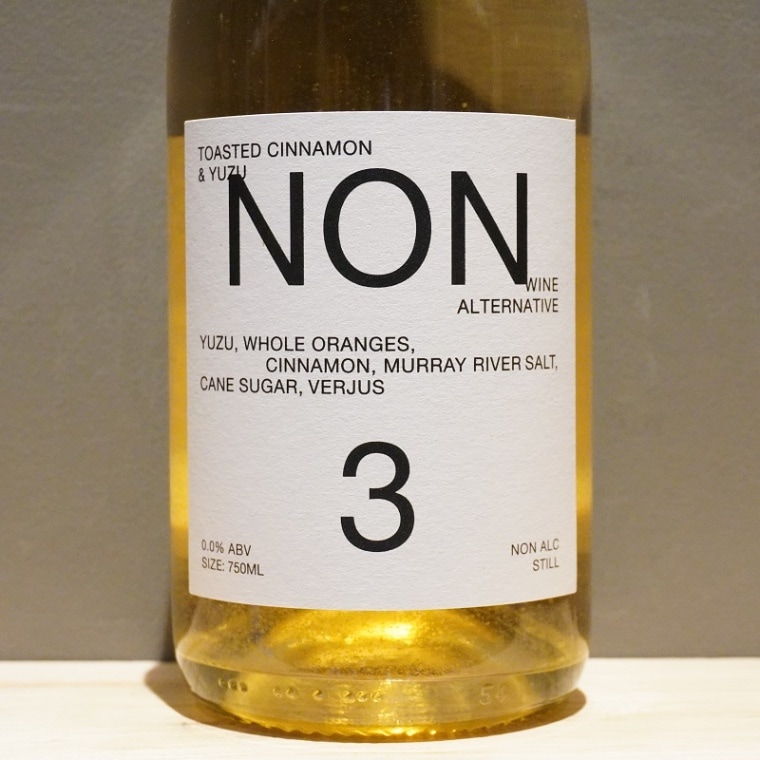 TOASTED CINNAMON
& YUZU
NON
WINE
ALTERNATIVE
YUZU, WHOLE ORANGES,
CINNAMON, MURRAY RIVER SALT,
CANE SUGAR, VERJUS
3
0.0% ABV
SIZE: 750ML
NON ALC
STILL